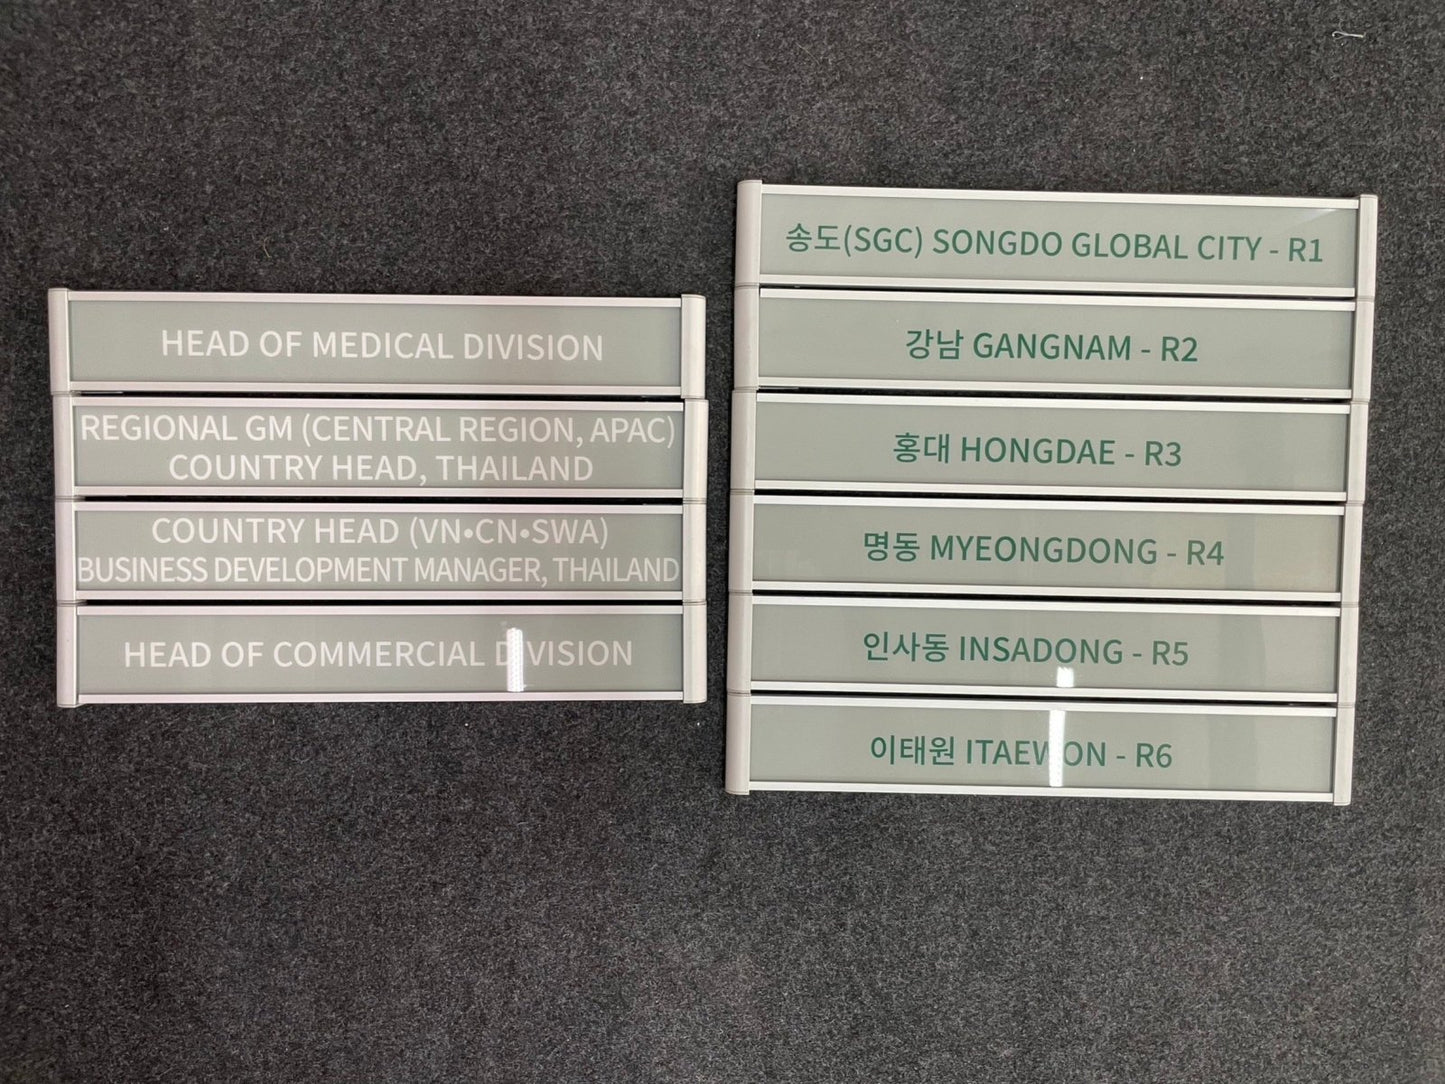 HEAD OF MEDICAL DIVISION
REGIONAL GM (CENTRAL REGION, APAC)
COUNTRY HEAD, THAILAND
COUNTRY HEAD (VN•CN•SWA)
BUSINESS DEVELOPMENT MANAGER, THAILAND
HEAD OF COMMERCIAL DIVISION
송도(SGC) SONGDO GLOBAL CITY - R1
강남 GANGNAM - R2
홍대 HONGDAE - R3
명동 MYEONGDONG - R4
인사동 INSADONG - R5
이태원 ITAEWON - R6